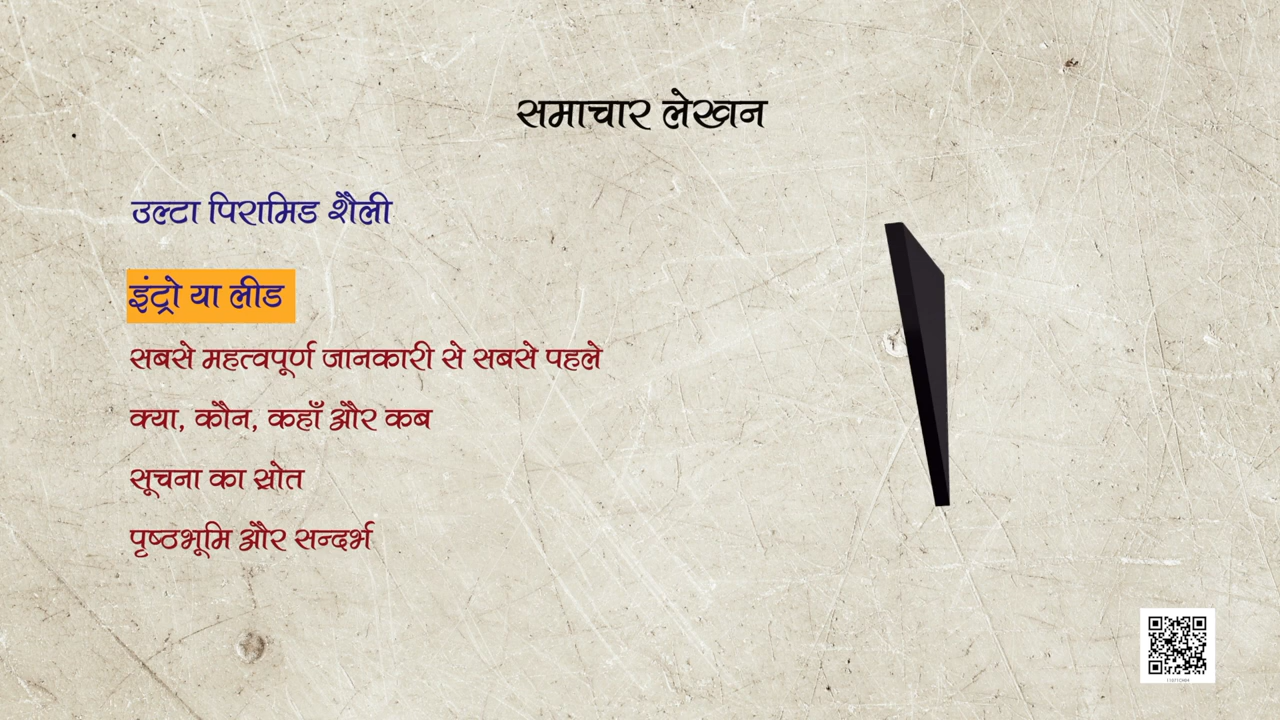 समाचार लेखन
उल्टा पिरामिड शैली
इंट्रो या लीड
सबसे महत्वपूर्ण जानकारी से सबसे पहले
क्या, कौन, कहाँ और कब
सूचना का स्रोत
पृष्ठभूमि और सन्दर्भ